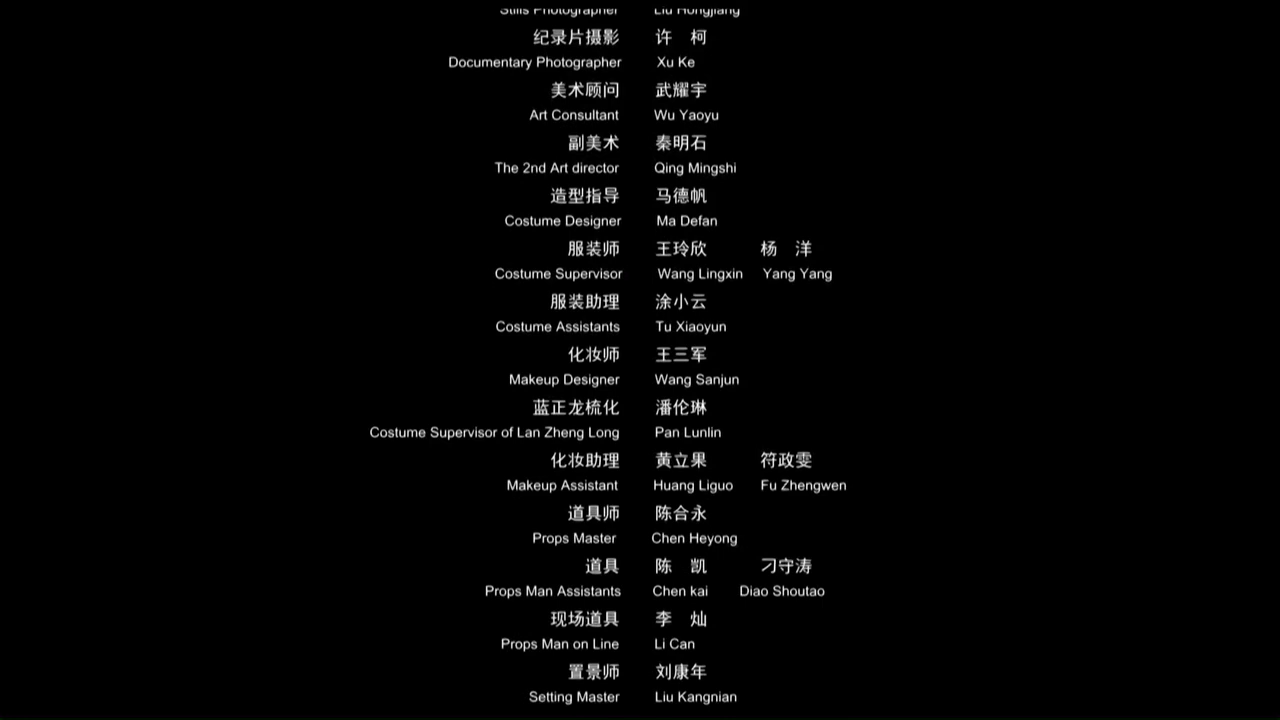 Stills Photographer Liu Hongjiang
纪录片摄影 许 柯
Documentary Photographer Xu Ke
美术顾问 武耀宇
Art Consultant Wu Yaoyu
副美术 秦明石
The 2nd Art director Qing Mingshi
造型指导 马德帆
Costume Designer Ma Defan
服装师 王玲欣 杨 洋
Costume Supervisor Wang Lingxin Yang Yang
服装助理 涂小云
Costume Assistants Tu Xiaoyun
化妆师 王三军
Makeup Designer Wang Sanjun
蓝正龙梳化 潘伦琳
Costume Supervisor of Lan Zheng Long Pan Lunlin
化妆助理 黄立果 符政雯
Makeup Assistant Huang Liguo Fu Zhengwen
道具师 陈合永
Props Master Chen Heyong
道具 陈 凯 刁守涛
Props Man Assistants Chen kai Diao Shoutao
现场道具 李 灿
Props Man on Line Li Can
置景师 刘康年
Setting Master Liu Kangnian